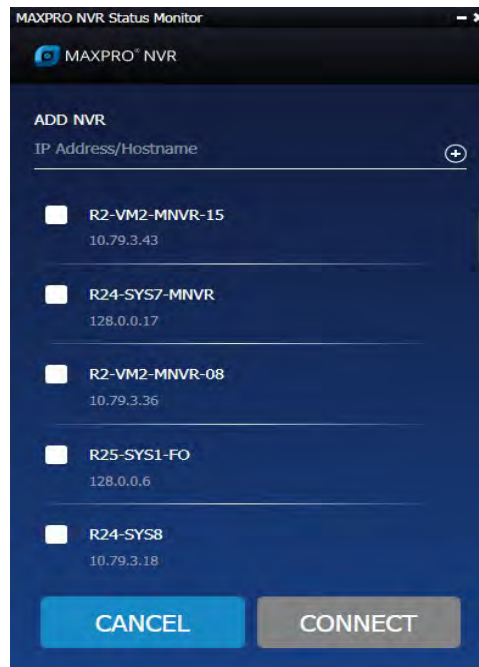 MAXPRO NVR Status Monitor
MAXPRO® NVR
ADD NVR
IP Address/Hostname
R2-VM2-MNVR-15
10.79.3.43
R24-SYS7-MNVR
128.0.0.17
R2-VM2-MNVR-08
10.79.3.36
R25-SYS1-FO
128.0.0.6
R24-SYS8
10.79.3.18
CANCEL CONNECT